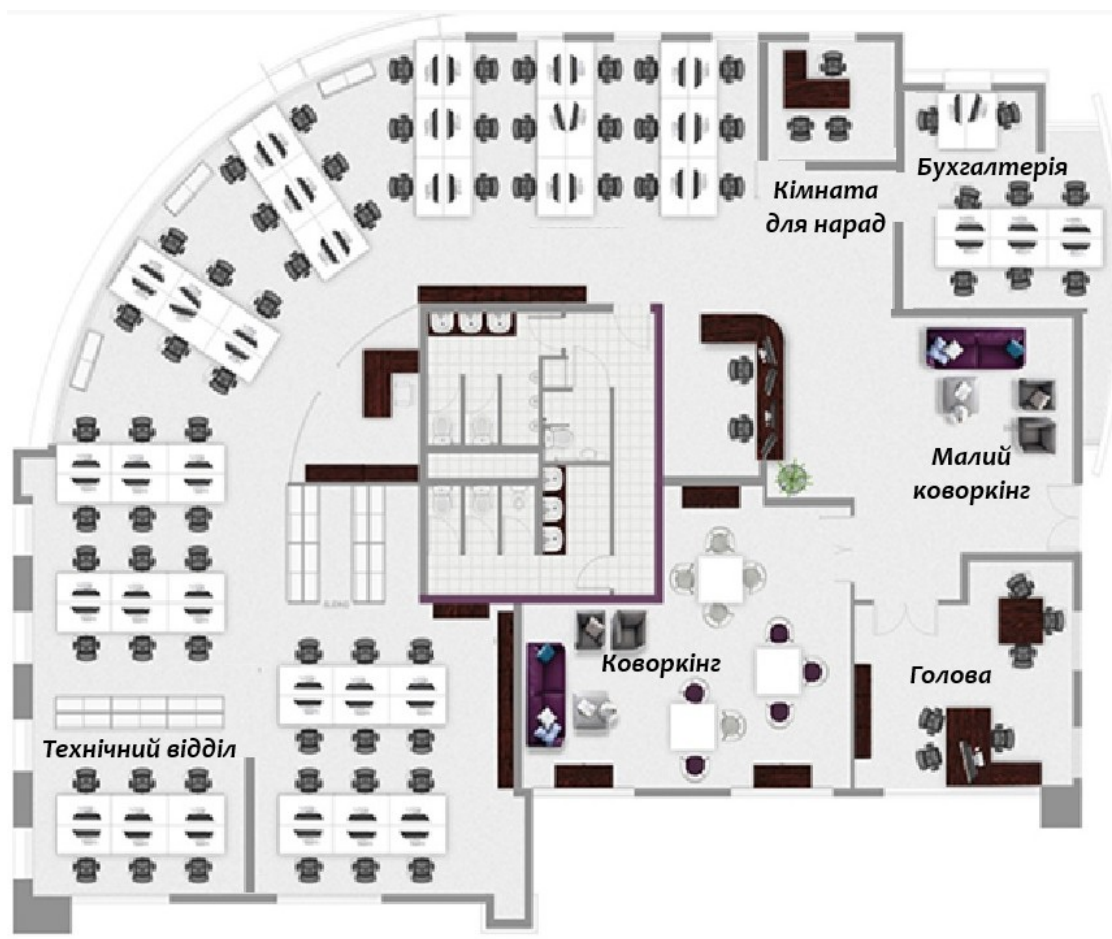 Бухгалтерія
Кімната
для нарад
Малий
коворкінг
Коворкінг
Голова
Технічний відділ